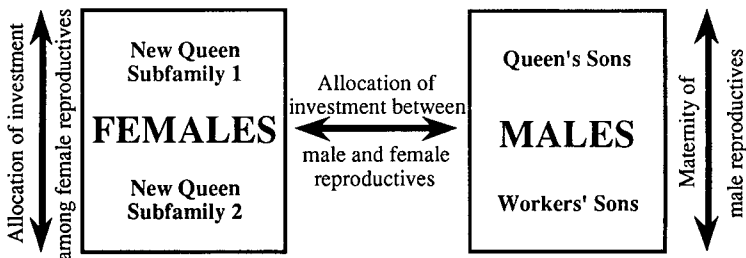 Allocation of investment
among female reproductives
New Queen
Subfamily 1
FEMALES
New Queen
Subfamily 2
Allocation of
investment between
male and female
reproductives
Queen's Sons
MALES
Workers' Sons
Maternity of
male reproductives